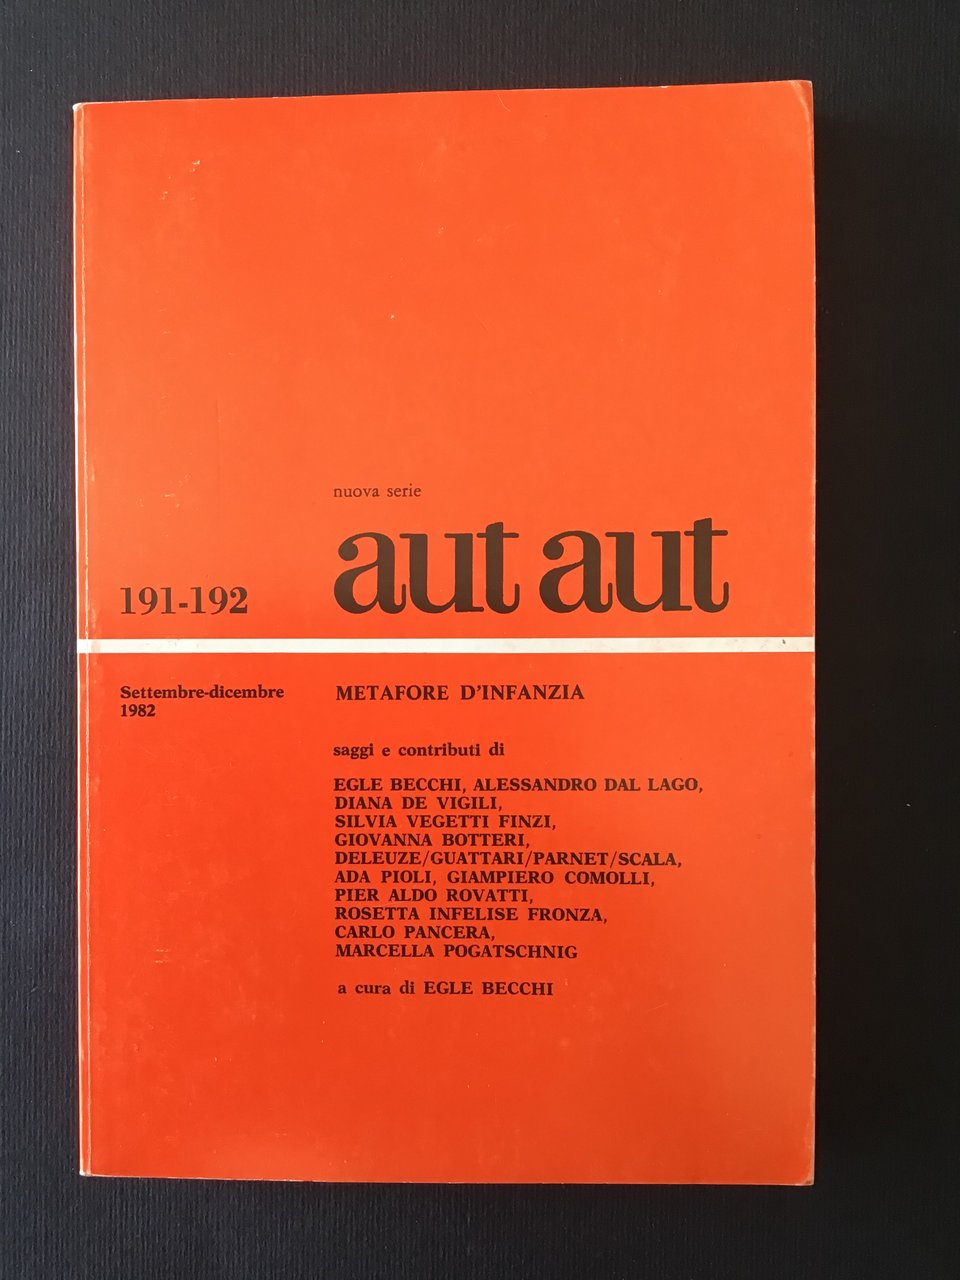 nuova serie
aut aut
191-192
Settembre-dicembre
1982
METAFORE D'INFANZIA
saggi e contributi di
EGLE BECCHI, ALESSANDRO DAL LAGO,
DIANA DE VIGILI,
SILVIA VEGETTI FINZI,
GIOVANNA BOTTERI,
DELEUZE/GUATTARI/PARNET/SCALA,
ADA PIOLI, GIAMPIERO COMOLLI,
PIER ALDO ROVATTI,
ROSETTA INFELISE FRONZA,
CARLO PANCERA,
MARCELLA POGATSCHNIG
a cura di EGLE BECCHI